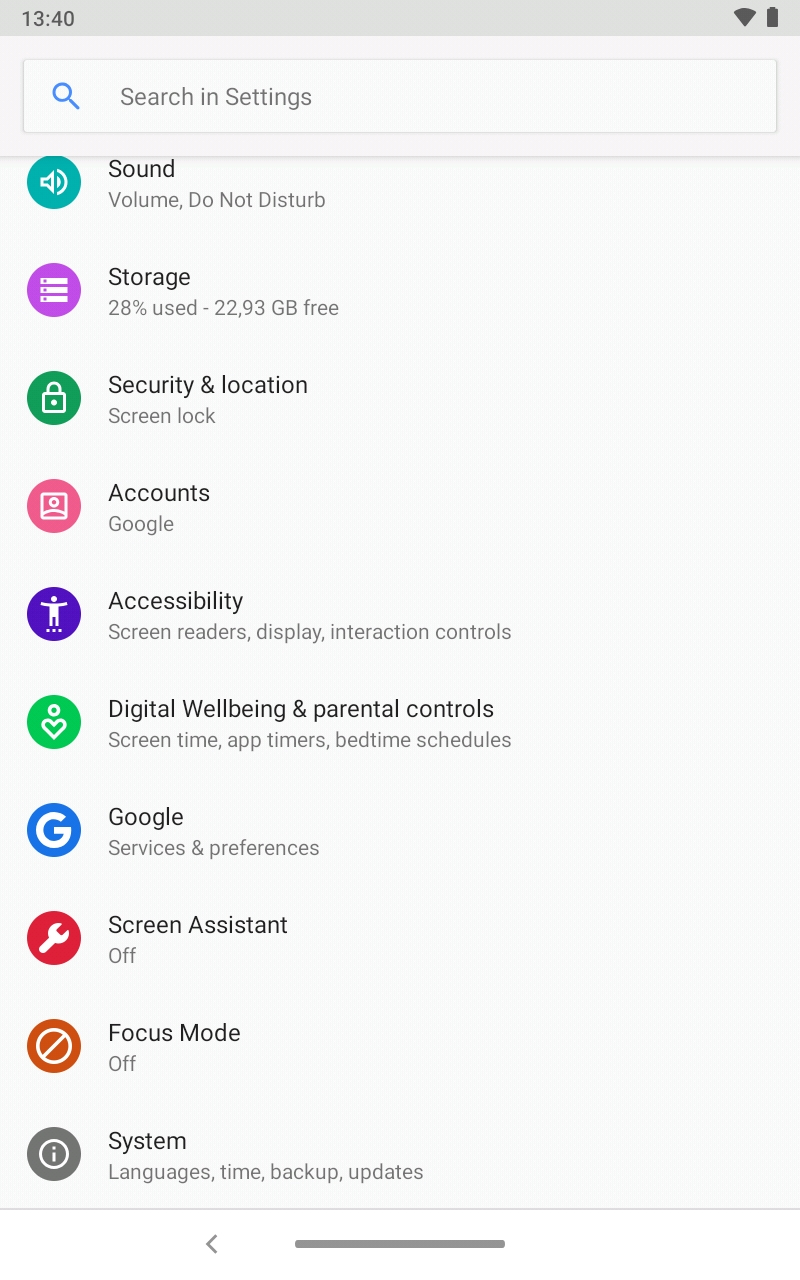 13:40
Search in Settings
Sound
Volume, Do Not Disturb
Storage
28% used - 22,93 GB free
Security & location
Screen lock
Accounts
Google
Accessibility
Screen readers, display, interaction controls
Digital Wellbeing & parental controls
Screen time, app timers, bedtime schedules
Google
Services & preferences
Screen Assistant
Off
Focus Mode
Off
System
Languages, time, backup, updates